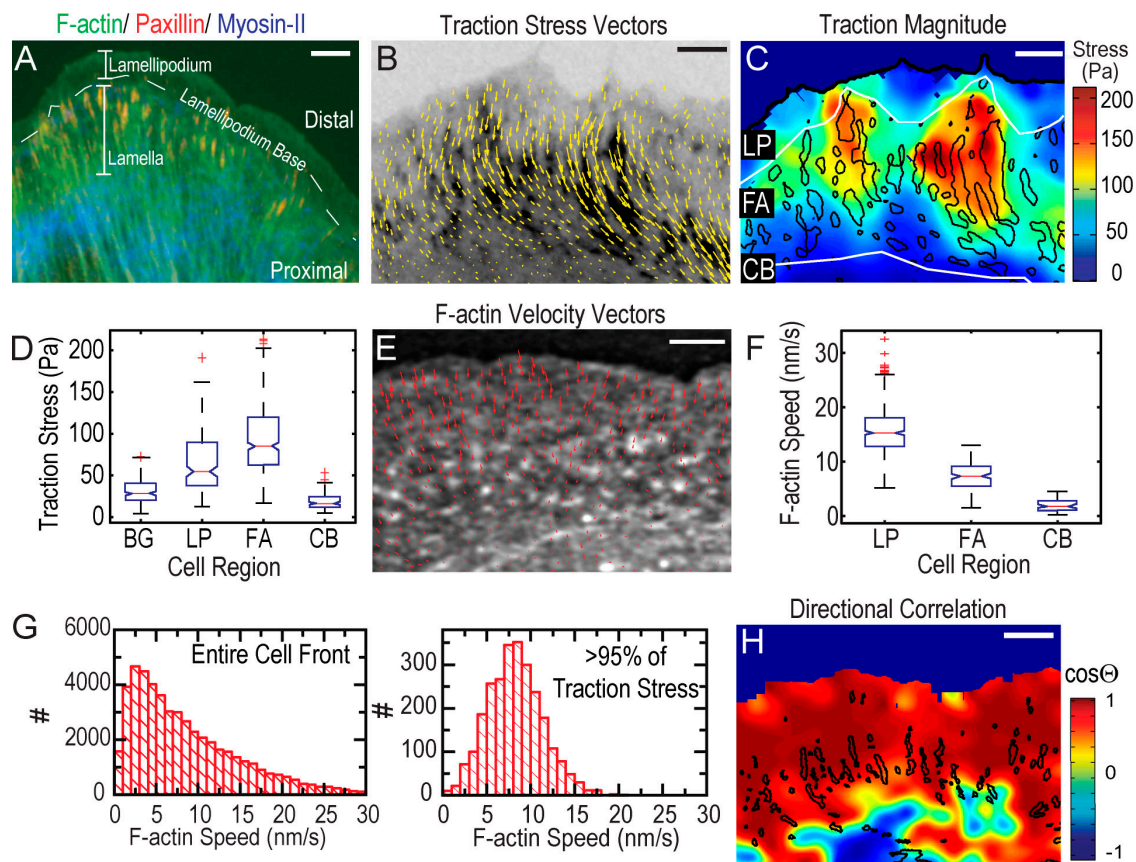 F-actin/ Paxillin/ Myosin-II
A
Lamellipodium
Lamellipodium Base
Lamella
Distal
Proximal
Traction Stress Vectors
B
Traction Magnitude
C
LP
FA
CB
Stress
(Pa)
200
150
100
50
0
D
Traction Stress (Pa)
200
150
100
50
0
BG LP FA CB
Cell Region
F-actin Velocity Vectors
E
F
F-actin Speed (nm/s)
30
20
10
0
LP FA CB
Cell Region
G
#
6000
4000
2000
0
Entire Cell Front
0 5 10 15 20 25 30
F-actin Speed (nm/s)
#
300
200
100
0
>95% of
Traction Stress
0 5 10 15 20 25 30
F-actin Speed (nm/s)
Directional Correlation
H
cosΘ
1
0
-1